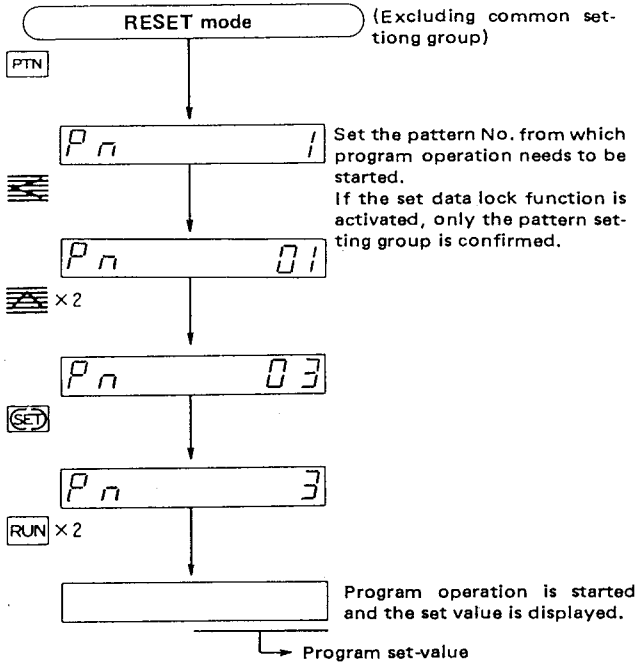 RESET mode
(Excluding common set-
tiong group)
PTN
Pn 1
Set the pattern No. from which
program operation needs to be
started.
If the set data lock function is
activated, only the pattern set-
ting group is confirmed.
Pn 01
×2
Pn 03
SET
Pn 3
RUN ×2
Program operation is started
and the set value is displayed.
Program set-value